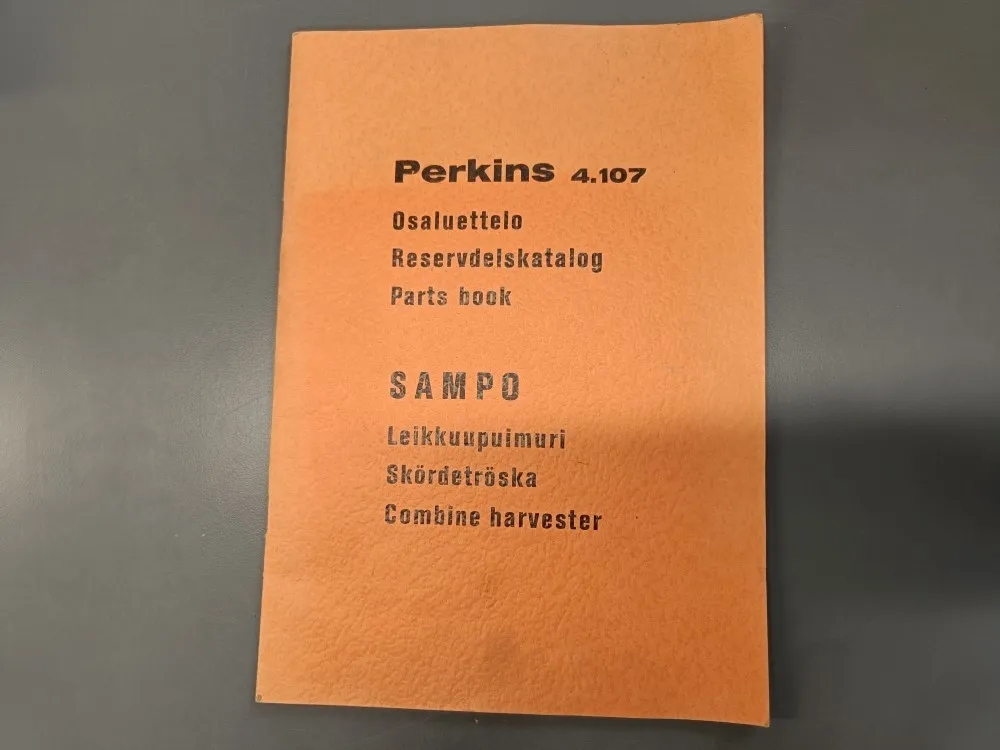 Perkins 4.107
Osaluettelo
Reservdelskatalog
Parts book
SAMPO
Leikkuupuimuri
Skördetröska
Combine harvester